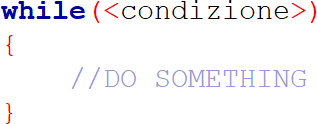 while(<condizione>)
{
//DO SOMETHING
}